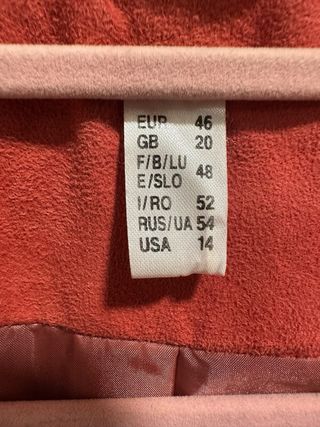 EUR 46
GB 20
F/B/LU
E/SLO 48
I/RO 52
RUS/UA 54
USA 14